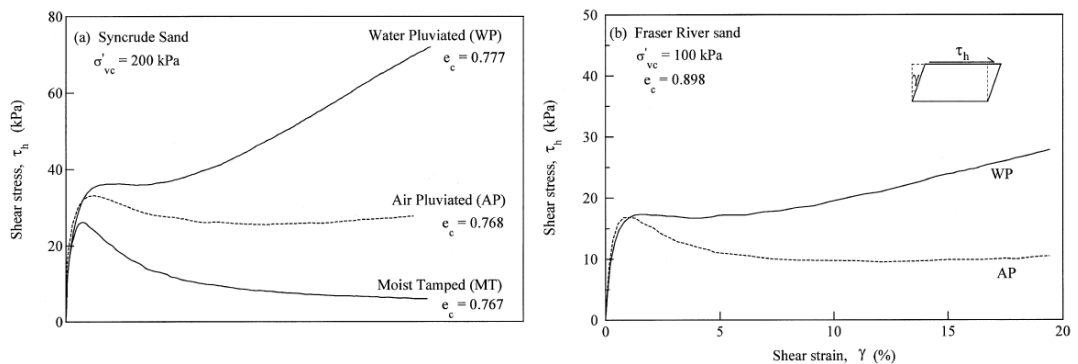 80
60
40
20
0
Shear stress, τh (kPa)
(a) Syncrude Sand
σ'vc = 200 kPa
Water Pluviated (WP)
ec = 0.777
Air Pluviated (AP)
ec = 0.768
Moist Tamped (MT)
ec = 0.767
50
40
30
20
10
0
Shear stress, τh (kPa)
(b) Fraser River sand
σ'vc = 100 kPa
ec = 0.898
τh
γ
WP
AP
0 5 10 15 20
Shear strain, γ (%)